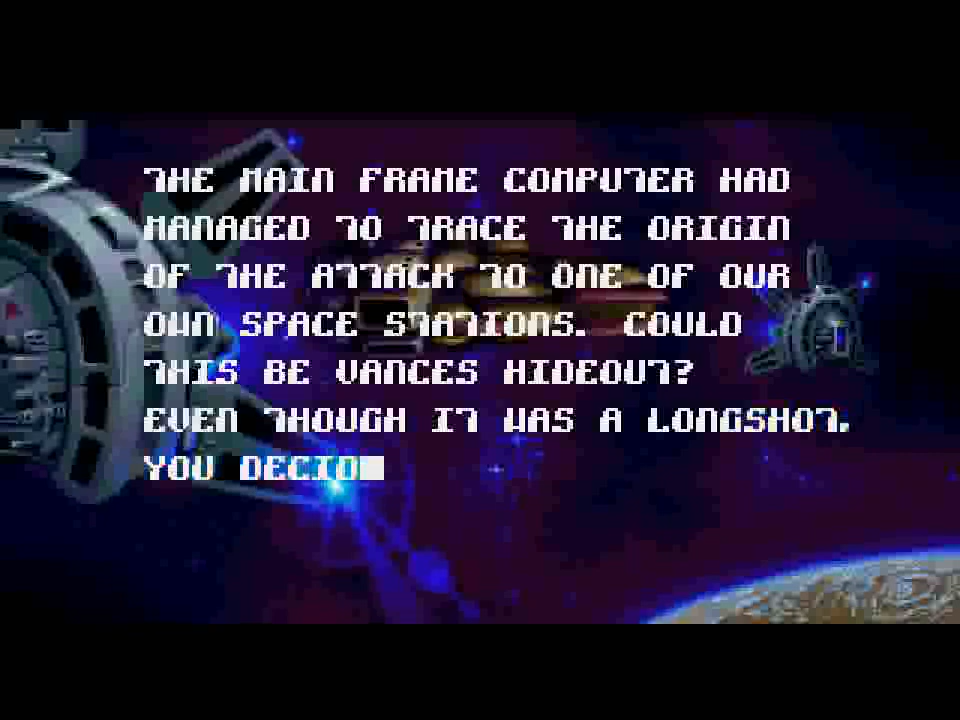 THE MAIN FRAME COMPUTER HAD
MANAGED TO TRACE THE ORIGIN
OF THE ATTACK TO ONE OF OUR
OWN SPACE STATIONS. COULD
THIS BE VANCES HIDEOUT?
EVEN THOUGH IT WAS A LONGSHOT.
YOU DECID